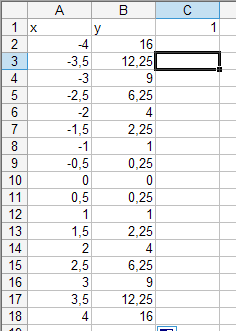 A B C
1 x y 1
2 -4 16
3 -3,5 12,25
4 -3 9
5 -2,5 6,25
6 -2 4
7 -1,5 2,25
8 -1 1
9 -0,5 0,25
10 0 0
11 0,5 0,25
12 1 1
13 1,5 2,25
14 2 4
15 2,5 6,25
16 3 9
17 3,5 12,25
18 4 16